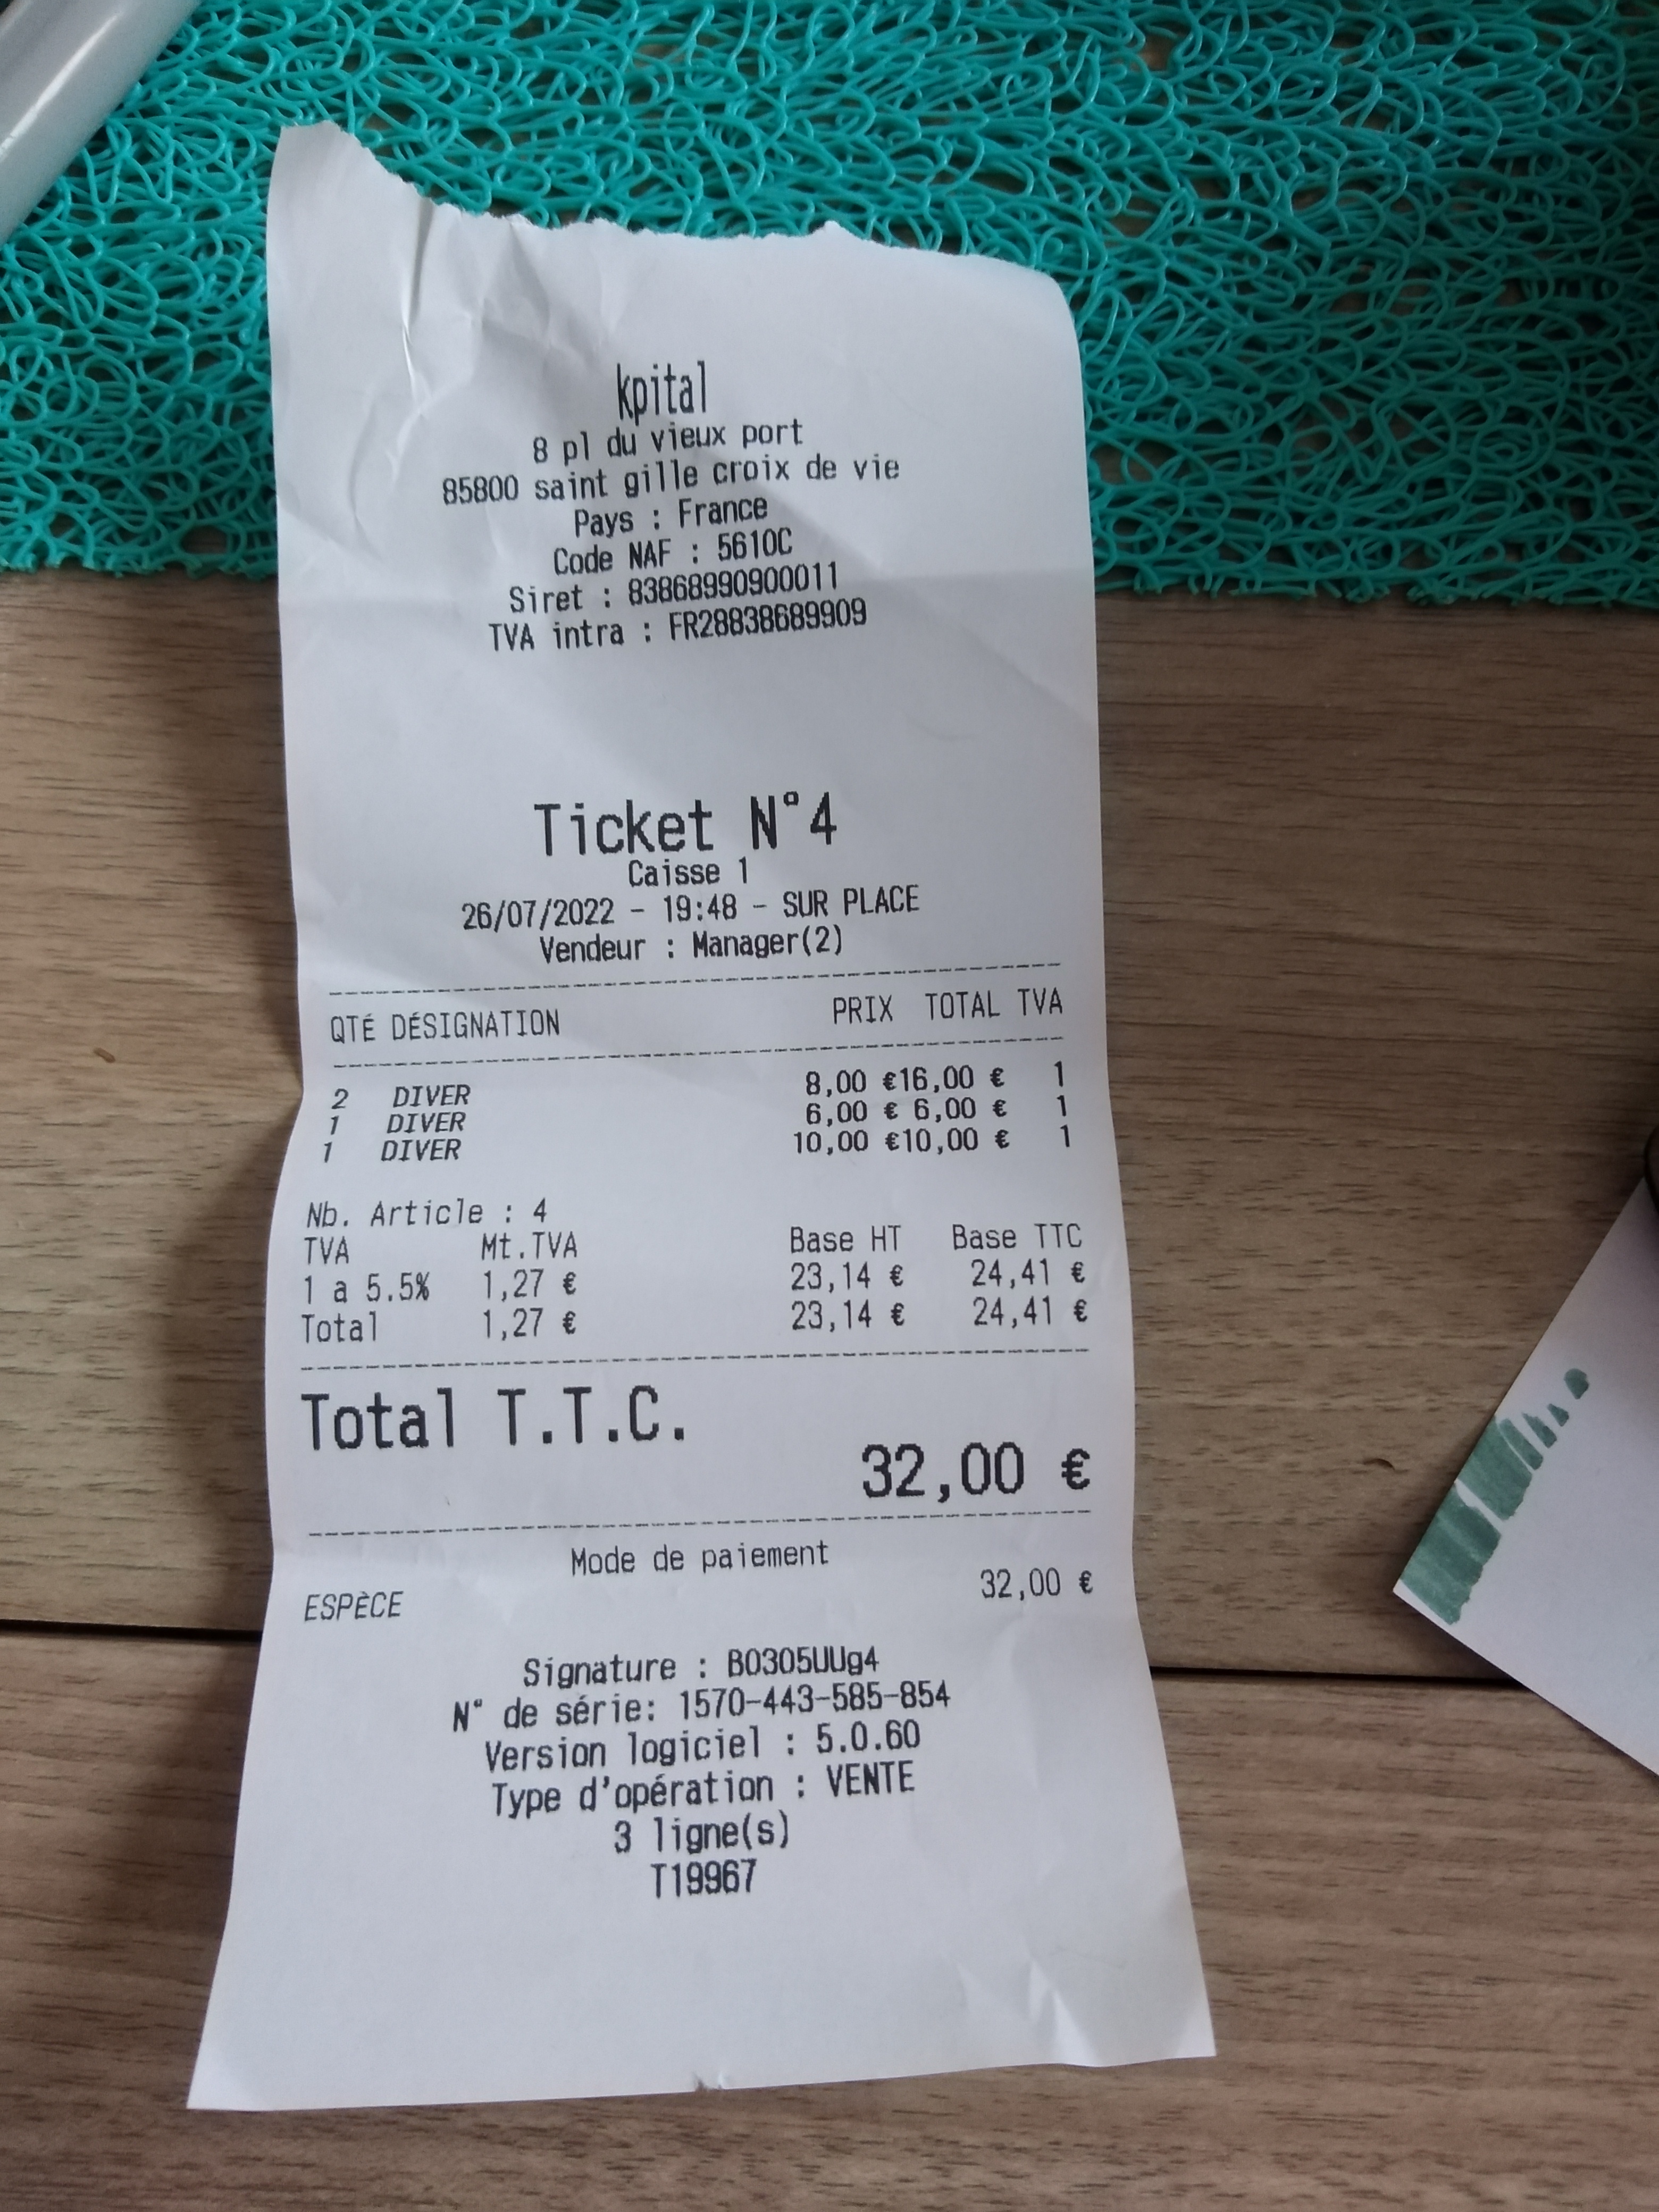 kpital
8 pl du vieux port
85800 saint gille croix de vie
Pays : France
Code NAF : 5610C
Siret : 83868990900011
TVA intra : FR28838689909
Ticket N°4
Caisse 1
26/07/2022 - 19:48 - SUR PLACE
Vendeur : Manager(2)
QTÉ DÉSIGNATION PRIX TOTAL TVA
2 DIVER 8,00 €16,00 € 1
1 DIVER 6,00 € 6,00 € 1
1 DIVER 10,00 €10,00 € 1
Nb. Article : 4
TVA Mt.TVA Base HT Base TTC
1 a 5.5% 1,27 € 23,14 € 24,41 €
Total 1,27 € 23,14 € 24,41 €
Total T.T.C.
32,00 €
Mode de paiement
ESPÈCE 32,00 €
Signature : B0305UUg4
N° de série: 1570-443-585-854
Version logiciel : 5.0.60
Type d'opération : VENTE
3 ligne(s)
T19967